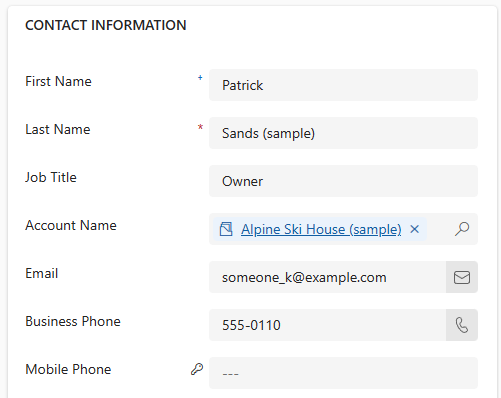 CONTACT INFORMATION
First Name + Patrick
Last Name * Sands (sample)
Job Title Owner
Account Name Alpine Ski House (sample) ×
Email someone_k@example.com
Business Phone 555-0110
Mobile Phone ---